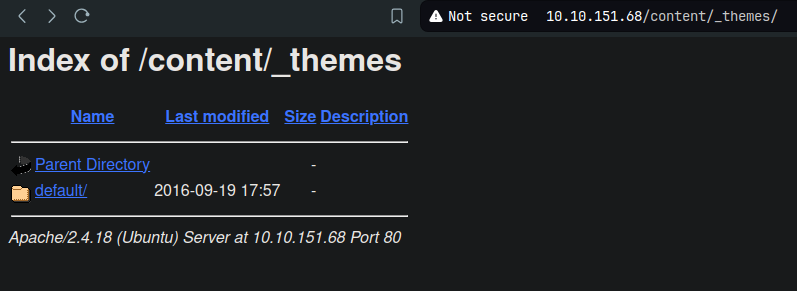 Not secure 10.10.151.68/content/_themes/
Index of /content/_themes
Name Last modified Size Description
Parent Directory -
default/ 2016-09-19 17:57 -
Apache/2.4.18 (Ubuntu) Server at 10.10.151.68 Port 80